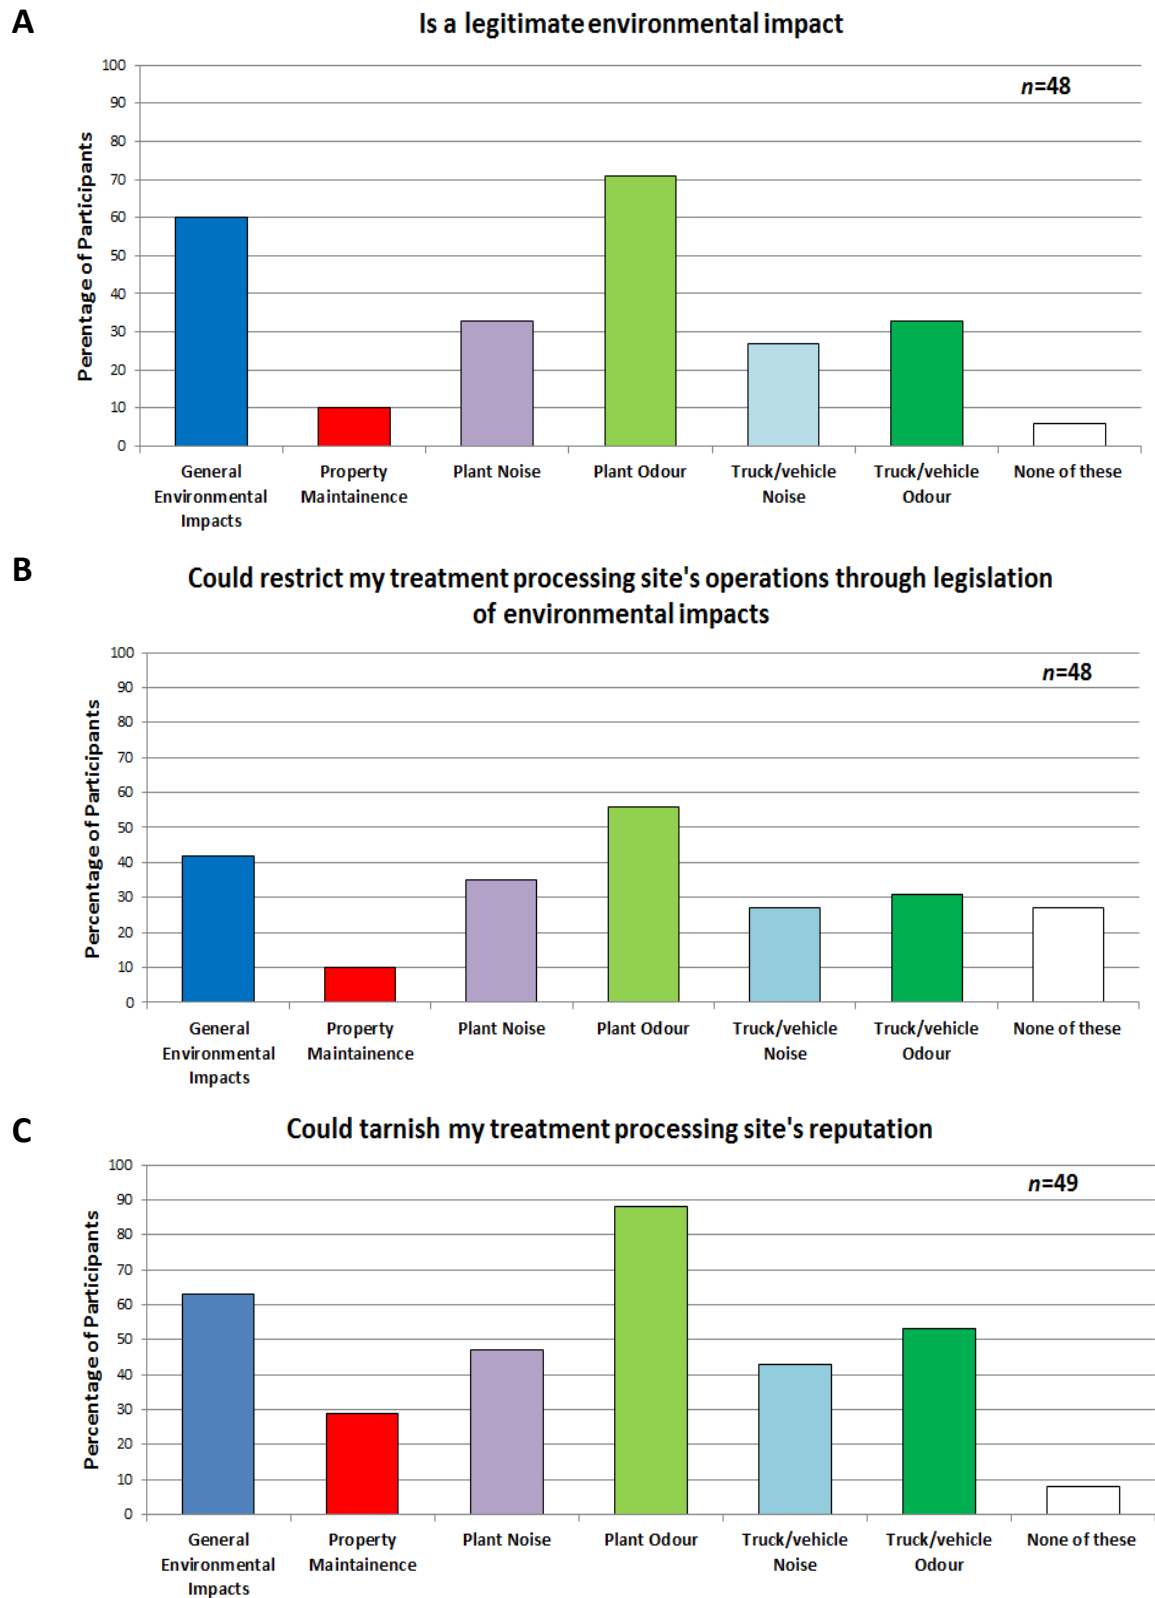 A
Is a legitimate environmental impact
n=48
Perentage of Participants
100
90
80
70
60
50
40
30
20
10
0
General Environmental Impacts
Property Maintainence
Plant Noise
Plant Odour
Truck/vehicle Noise
Truck/vehicle Odour
None of these
B
Could restrict my treatment processing site's operations through legislation
of environmental impacts
n=48
Percentage of Participants
100
90
80
70
60
50
40
30
20
10
0
General Environmental Impacts
Property Maintainence
Plant Noise
Plant Odour
Truck/vehicle Noise
Truck/vehicle Odour
None of these
C
Could tarnish my treatment processing site's reputation
n=49
Percentage of Participants
100
90
80
70
60
50
40
30
20
10
0
General Environmental Impacts
Property Maintainence
Plant Noise
Plant Odour
Truck/vehicle Noise
Truck/vehicle Odour
None of these